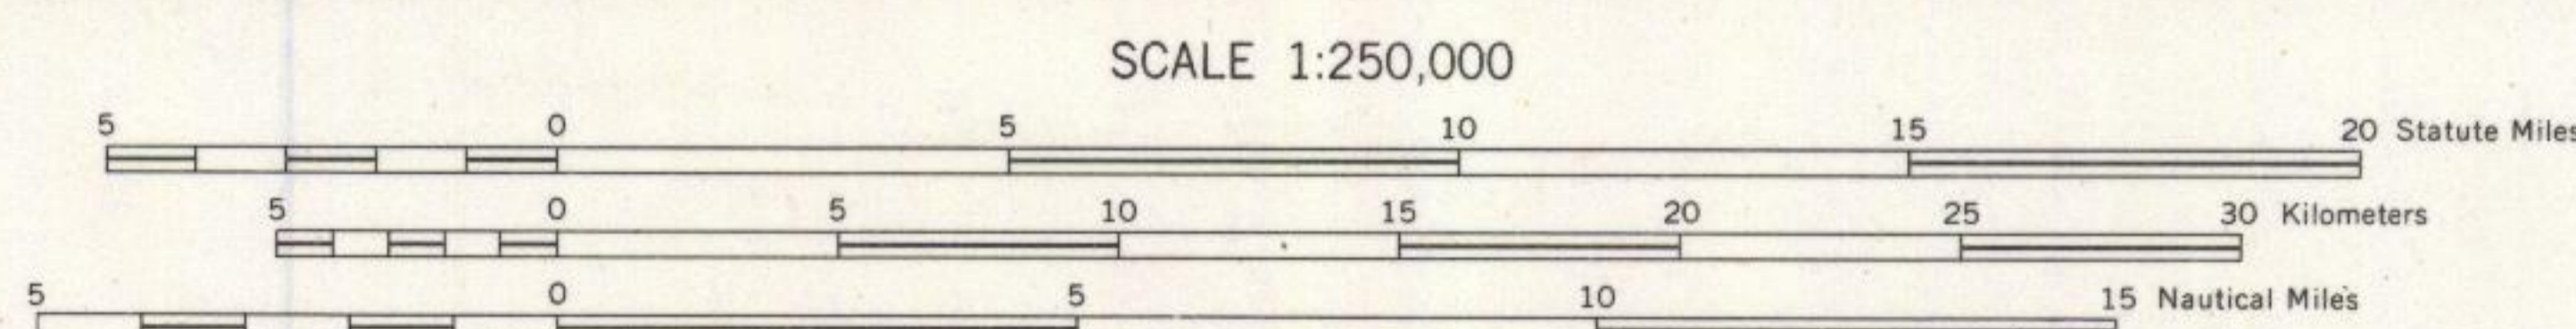 SCALE 1:250,000
5 0 5 10 15 20 Statute Miles
5 0 5 10 15 20 25 30 Kilometers
5 0 5 10 15 Nautical Miles